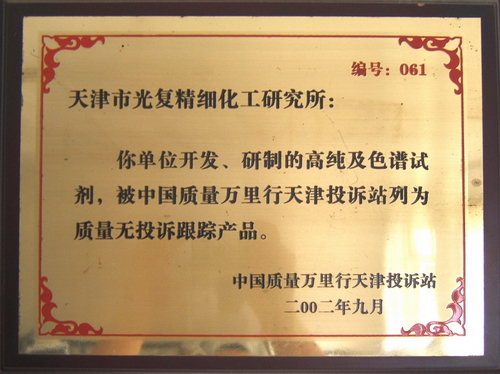 编号：061
天津市光复精细化工研究所：
你单位开发、研制的高纯及色谱试
剂，被中国质量万里行天津投诉站列为
质量无投诉跟踪产品。
中国质量万里行天津投诉站
二00二年九月